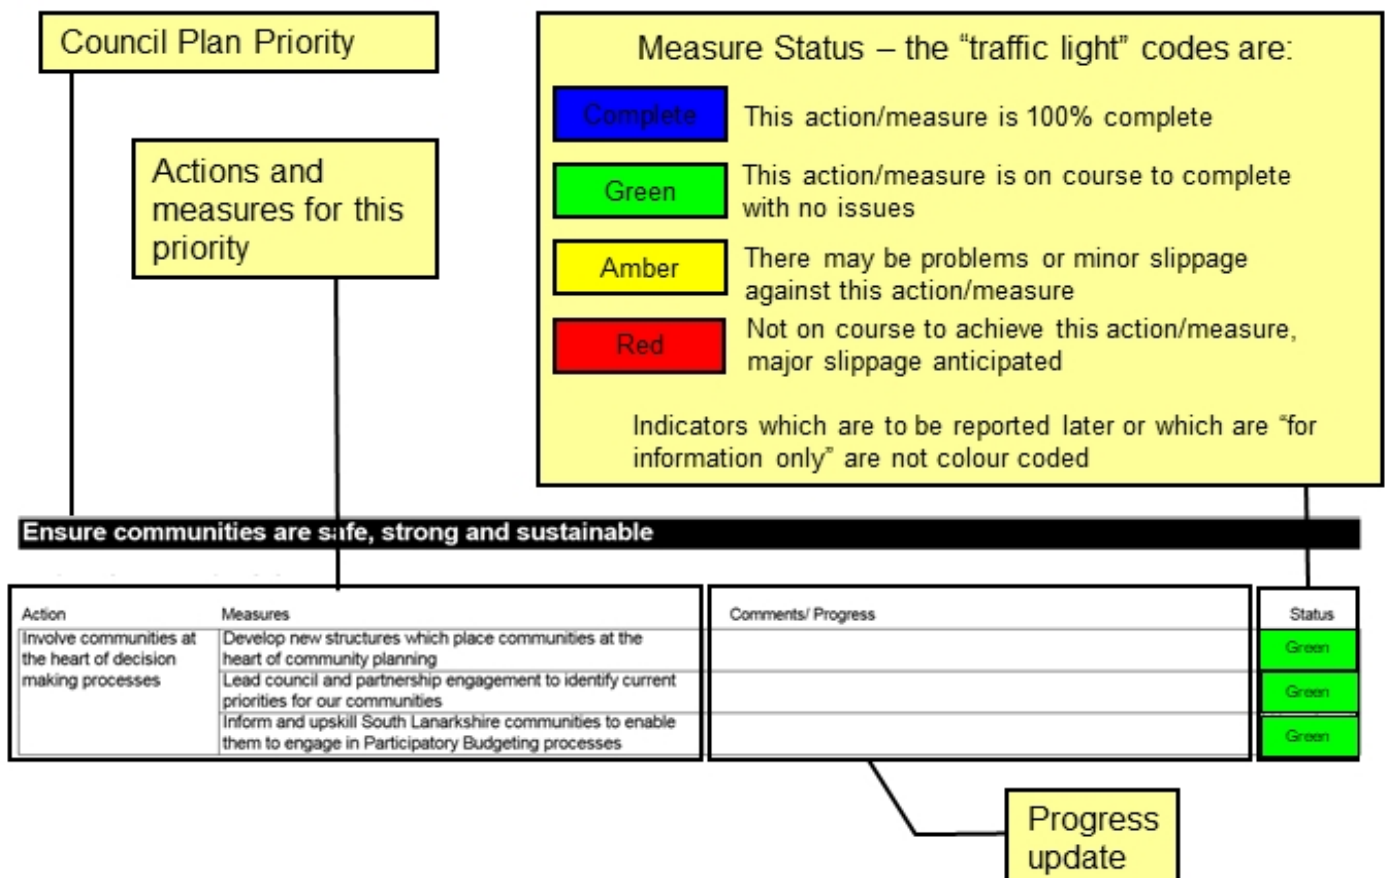 Council Plan Priority
Actions and
measures for this
priority
Measure Status – the “traffic light” codes are:
Complete
This action/measure is 100% complete
Green
This action/measure is on course to complete
with no issues
Amber
There may be problems or minor slippage
against this action/measure
Red
Not on course to achieve this action/measure,
major slippage anticipated
Indicators which are to be reported later or which are “for
information only” are not colour coded
Ensure communities are safe, strong and sustainable
Action
Measures
Comments/ Progress
Status
Involve communities at
the heart of decision
making processes
Develop new structures which place communities at the
heart of community planning
Green
Lead council and partnership engagement to identify current
priorities for our communities
Green
Inform and upskill South Lanarkshire communities to enable
them to engage in Participatory Budgeting processes
Green
Progress
update